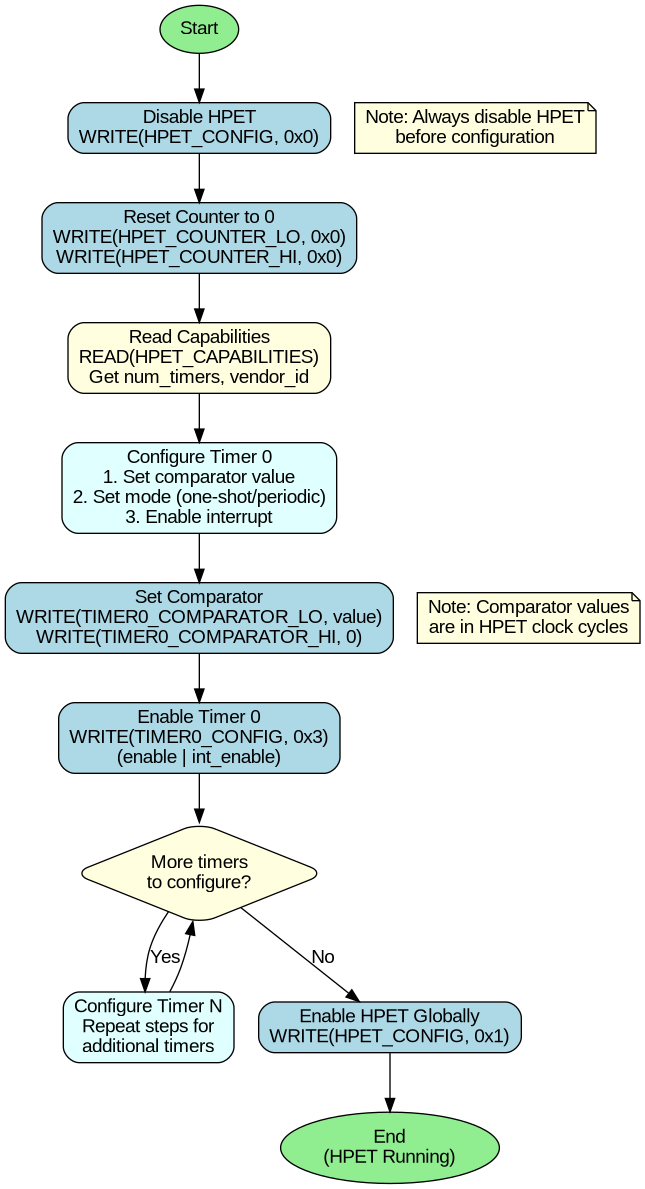 Start
Disable HPET
WRITE(HPET_CONFIG, 0x0)
Note: Always disable HPET
before configuration
Reset Counter to 0
WRITE(HPET_COUNTER_LO, 0x0)
WRITE(HPET_COUNTER_HI, 0x0)
Read Capabilities
READ(HPET_CAPABILITIES)
Get num_timers, vendor_id
Configure Timer 0
1. Set comparator value
2. Set mode (one-shot/periodic)
3. Enable interrupt
Set Comparator
WRITE(TIMER0_COMPARATOR_LO, value)
WRITE(TIMER0_COMPARATOR_HI, 0)
Note: Comparator values
are in HPET clock cycles
Enable Timer 0
WRITE(TIMER0_CONFIG, 0x3)
(enable | int_enable)
More timers
to configure?
Yes
No
Configure Timer N
Repeat steps for
additional timers
Enable HPET Globally
WRITE(HPET_CONFIG, 0x1)
End
(HPET Running)